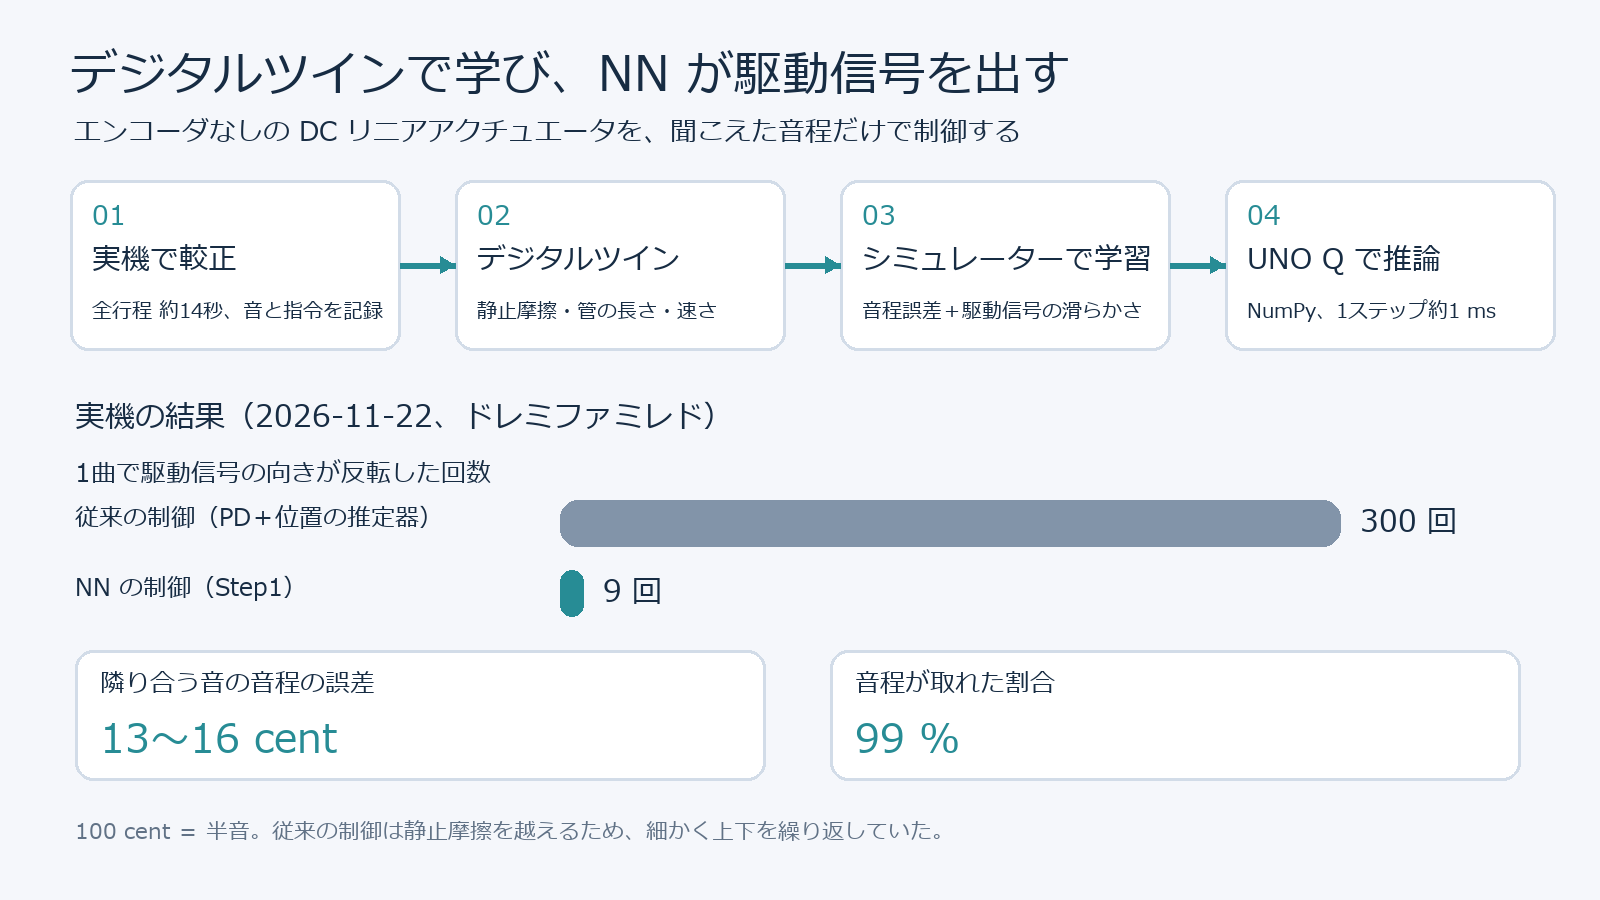 デジタルツインで学び、NN が駆動信号を出す
エンコーダなしの DC リニアアクチュエータを、聞こえた音程だけで制御する
01
実機で較正
全行程 約14秒、音と指令を記録
02
デジタルツイン
静止摩擦・管の長さ・速さ
03
シミュレーターで学習
音程誤差＋駆動信号の滑らかさ
04
UNO Q で推論
NumPy、1ステップ約1 ms
実機の結果（2026-11-22、ドレミファミレド）
1曲で駆動信号の向きが反転した回数
従来の制御（PD＋位置の推定器）
300 回
NN の制御（Step1）
9 回
隣り合う音の音程の誤差
13～16 cent
音程が取れた割合
99 %
100 cent = 半音。従来の制御は静止摩擦を越えるため、細かく上下を繰り返していた。